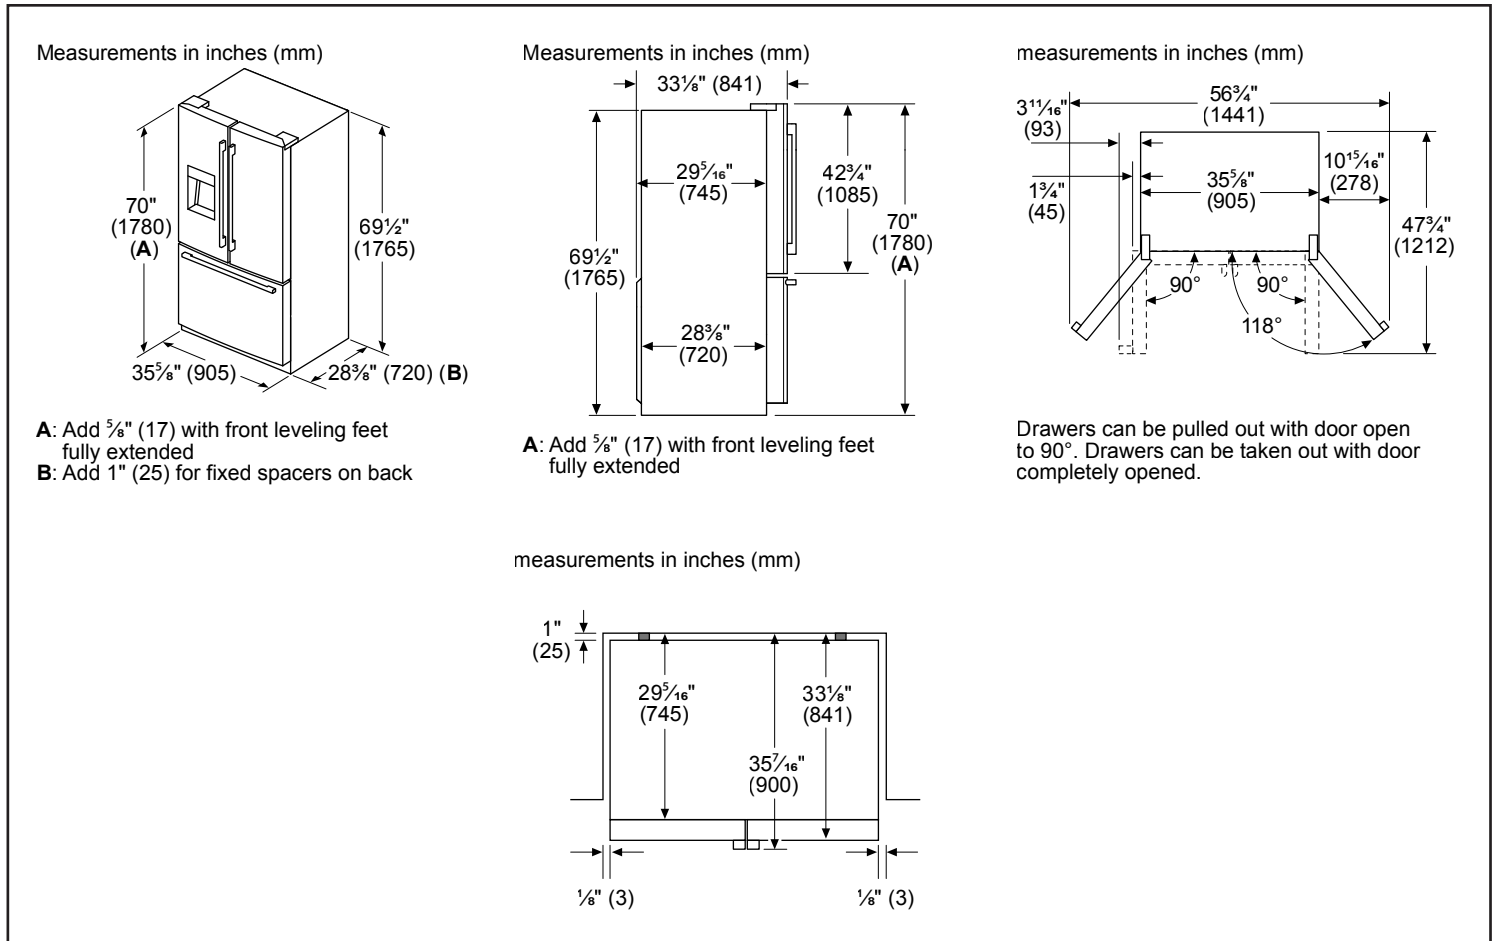 Measurements in inches (mm)
70"
(1780)
(A)
69½"
(1765)
35⅝" (905)
28⅜" (720) (B)
A: Add ⅝" (17) with front leveling feet
fully extended
B: Add 1" (25) for fixed spacers on back
Measurements in inches (mm)
33⅛" (841)
29⁵⁄₁₆"
(745)
42¾"
(1085)
70"
(1780)
(A)
69½"
(1765)
28⅜"
(720)
A: Add ⅝" (17) with front leveling feet
fully extended
measurements in inches (mm)
56¾"
(1441)
3¹¹⁄₁₆"
(93)
10¹⁵⁄₁₆"
(278)
35⅝"
(905)
1¾"
(45)
47¾"
(1212)
90°
90°
118°
Drawers can be pulled out with door open
to 90°. Drawers can be taken out with door
completely opened.
measurements in inches (mm)
1"
(25)
29⁵⁄₁₆"
(745)
33⅛"
(841)
35⁷⁄₁₆"
(900)
⅛" (3)
⅛" (3)